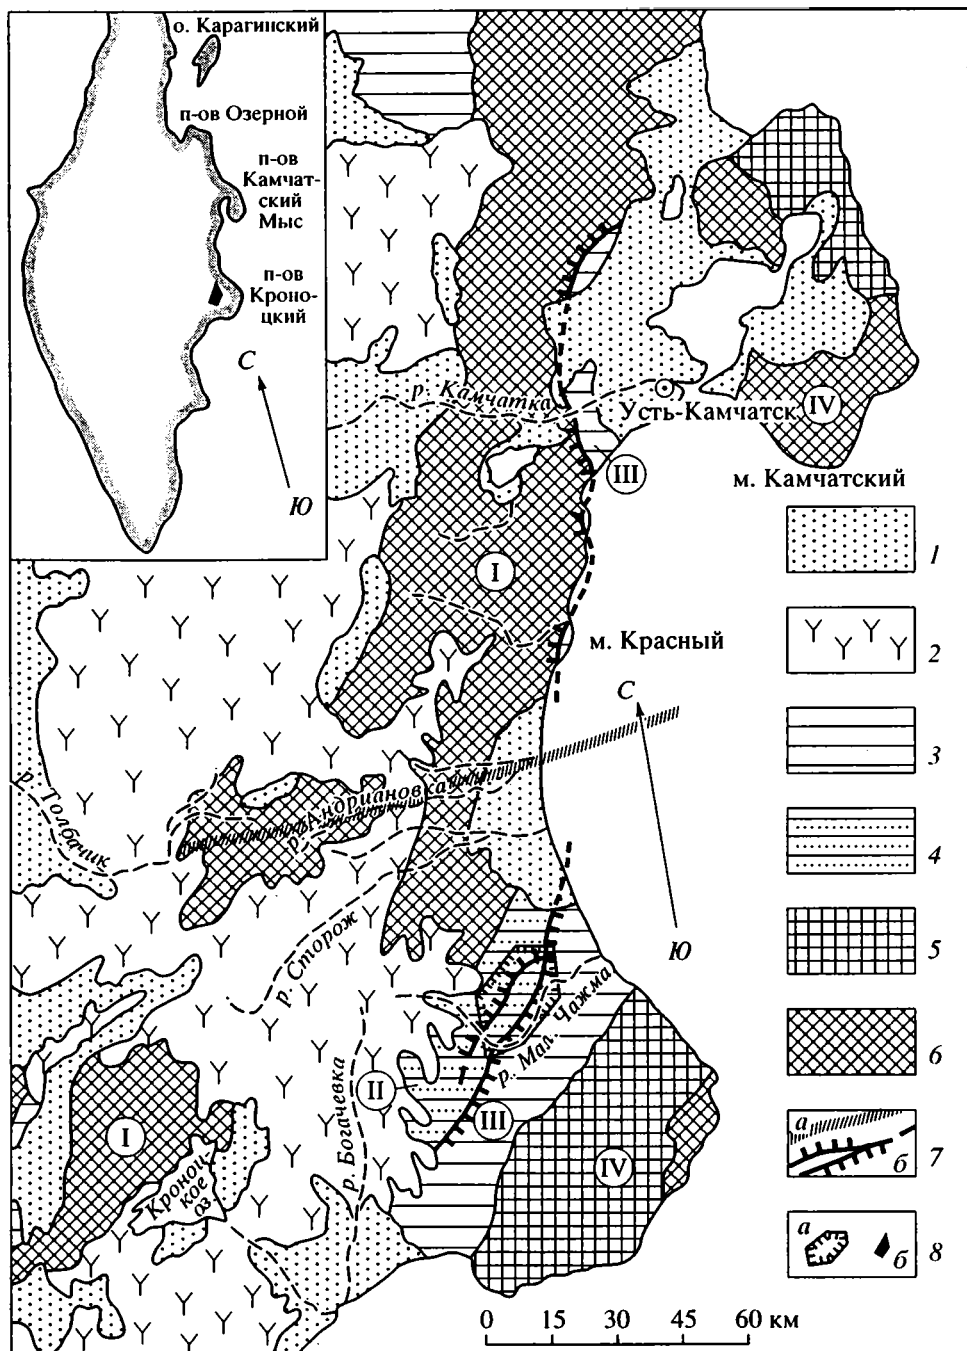 о. Карагинский
п-ов Озерной
п-ов
Камчат-
ский
Мыс
п-ов
Кроно-
цкий
С
Ю
р. Камчатка
Усть-Камчатск
IV
III
м. Камчатский
I
м. Красный
С
Ю
р. Толбачик
р. Андриановка
р. Сторож
р. Мал. Чажма
р. Богачевка
II
III
IV
I
Кроноц-
кое
оз.
1
2
3
4
5
6
а
б
7
а
б
8
0 15 30 45 60 км